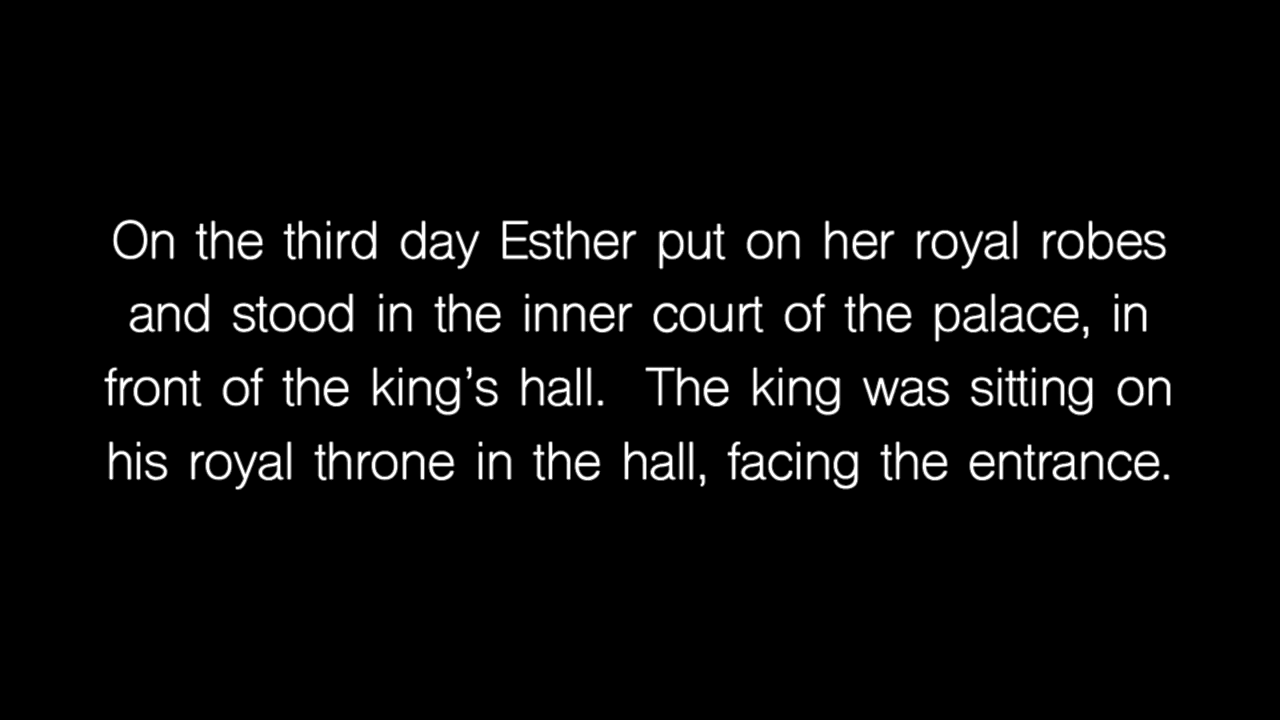 On the third day Esther put on her royal robes
and stood in the inner court of the palace, in
front of the king’s hall.  The king was sitting on
his royal throne in the hall, facing the entrance.